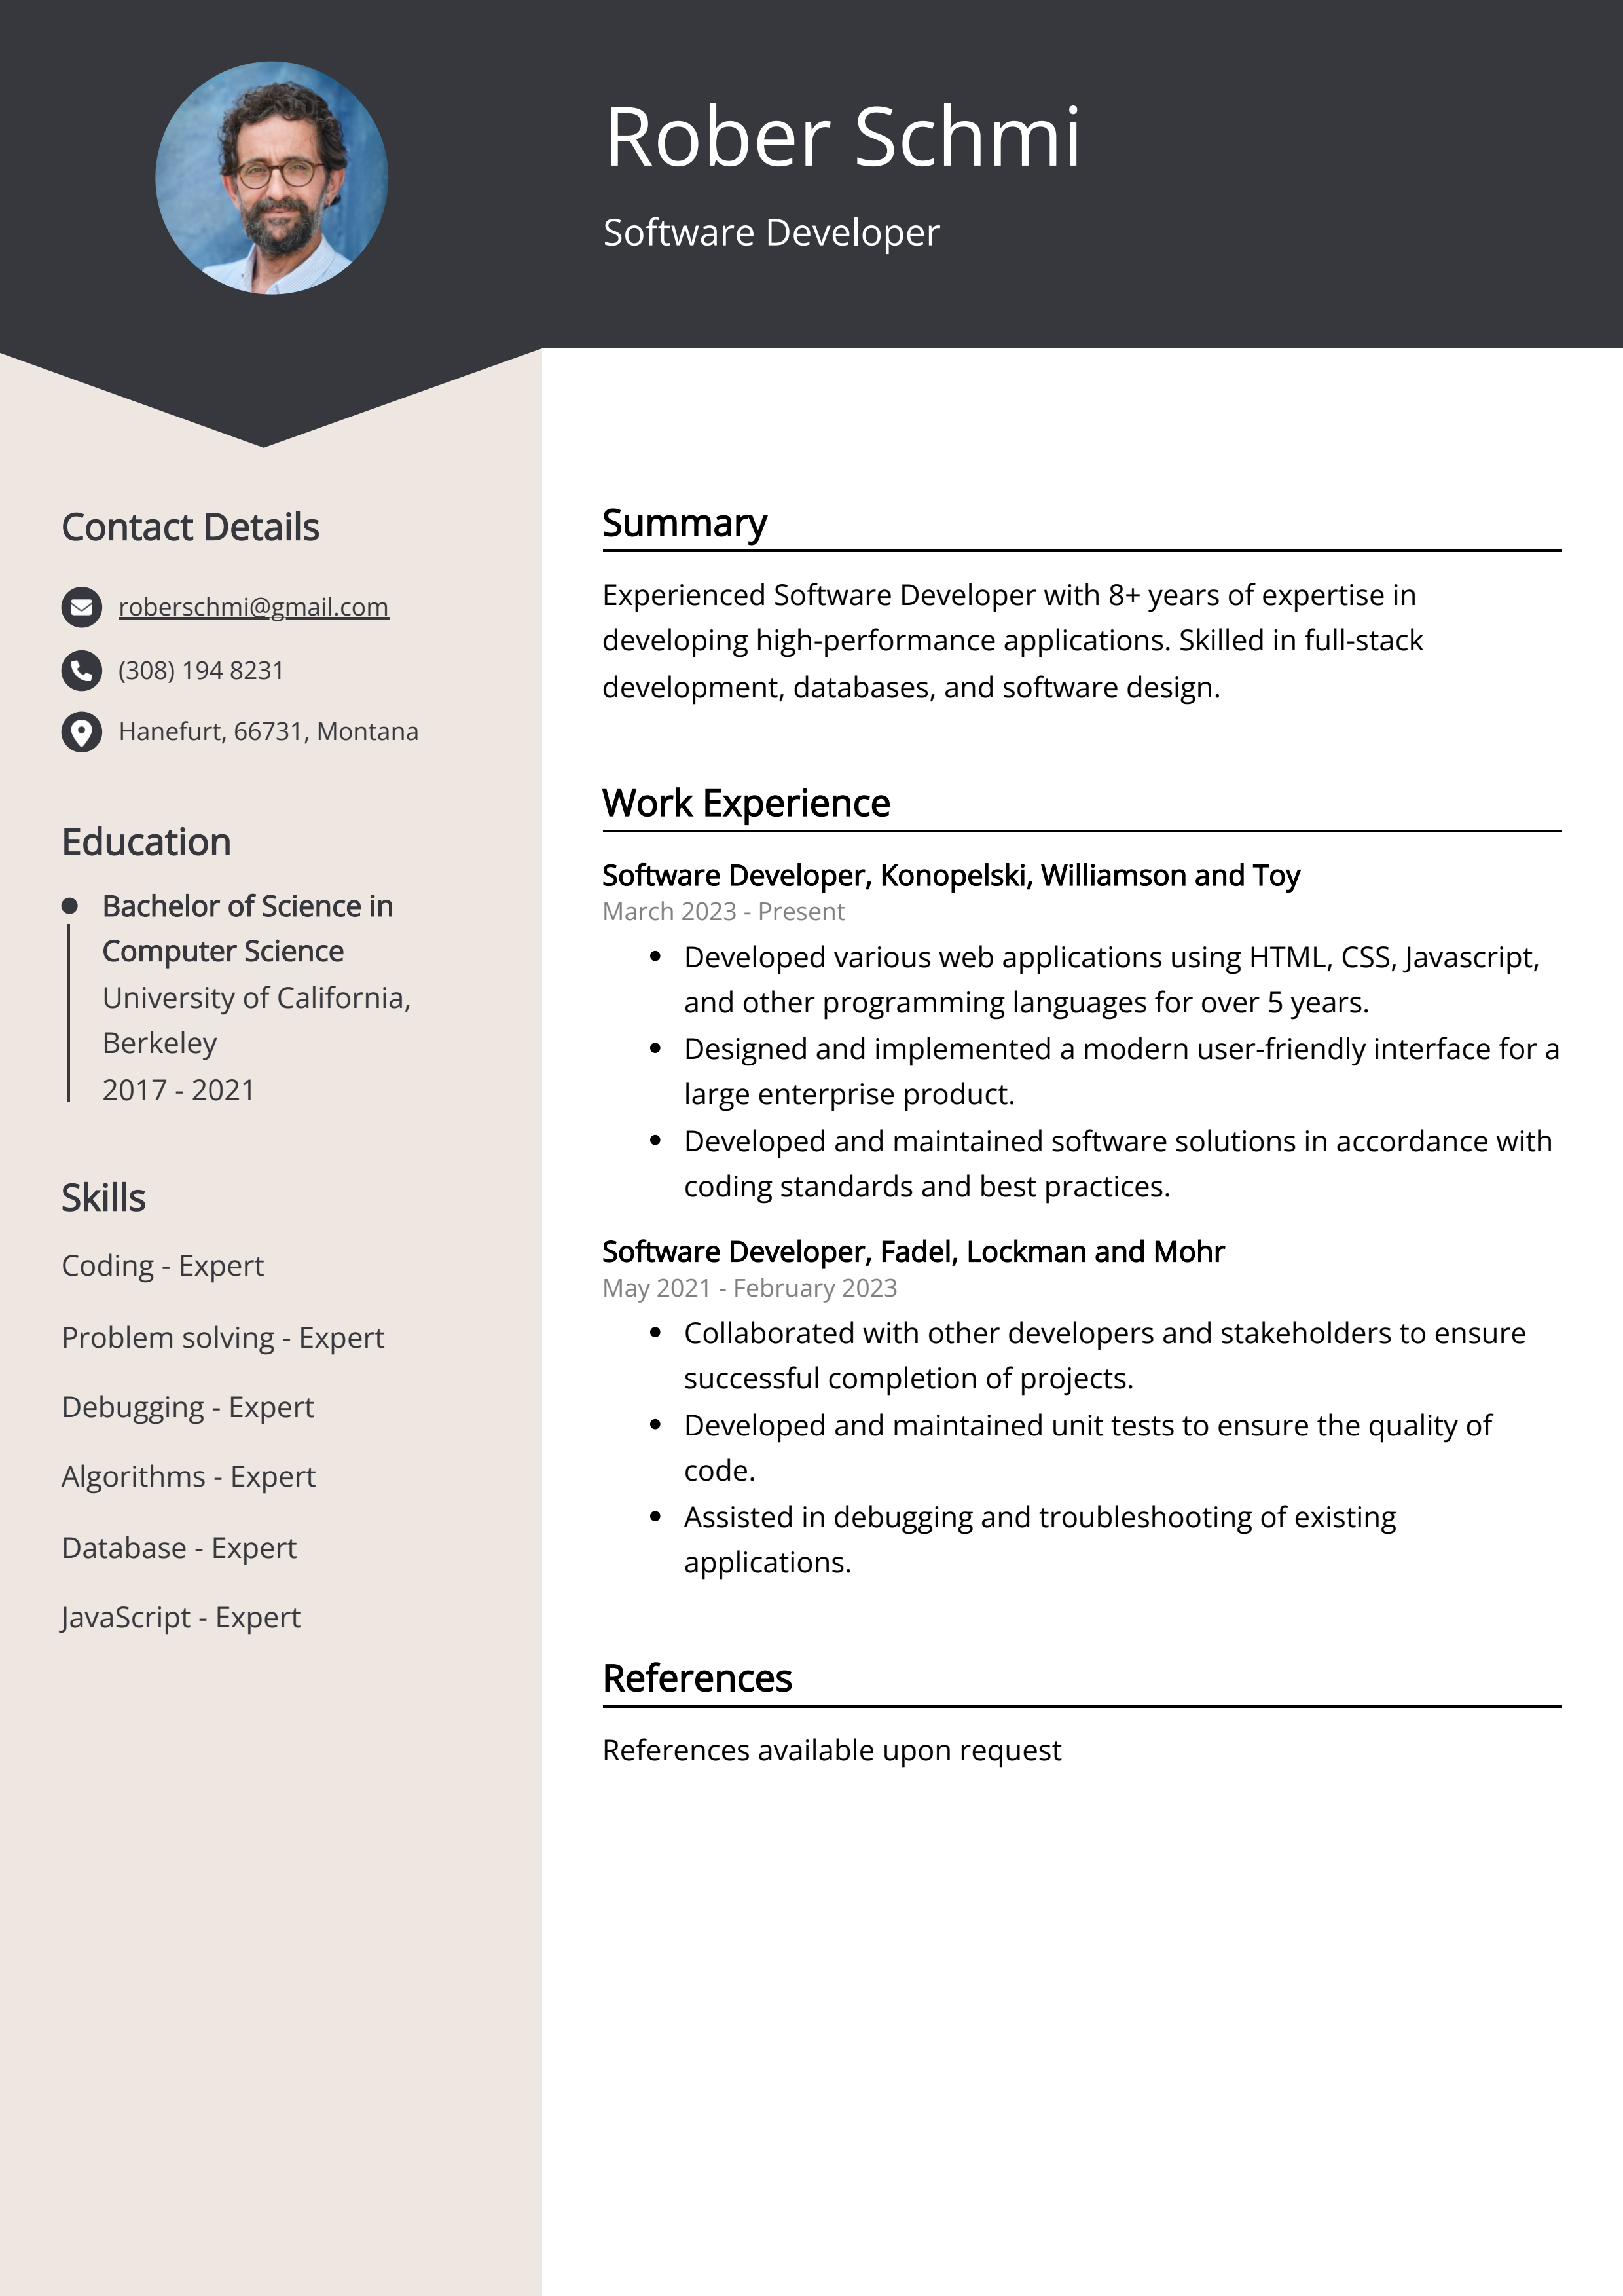 Rober Schmi
Software Developer
Contact Details
roberschmi@gmail.com
(308) 194 8231
Hanefurt, 66731, Montana
Education
Bachelor of Science in
Computer Science
University of California,
Berkeley
2017 - 2021
Skills
Coding - Expert
Problem solving - Expert
Debugging - Expert
Algorithms - Expert
Database - Expert
JavaScript - Expert
Summary
Experienced Software Developer with 8+ years of expertise in
developing high-performance applications. Skilled in full-stack
development, databases, and software design.
Work Experience
Software Developer, Konopelski, Williamson and Toy
March 2023 - Present
• Developed various web applications using HTML, CSS, Javascript,
and other programming languages for over 5 years.
• Designed and implemented a modern user-friendly interface for a
large enterprise product.
• Developed and maintained software solutions in accordance with
coding standards and best practices.
Software Developer, Fadel, Lockman and Mohr
May 2021 - February 2023
• Collaborated with other developers and stakeholders to ensure
successful completion of projects.
• Developed and maintained unit tests to ensure the quality of
code.
• Assisted in debugging and troubleshooting of existing
applications.
References
References available upon request